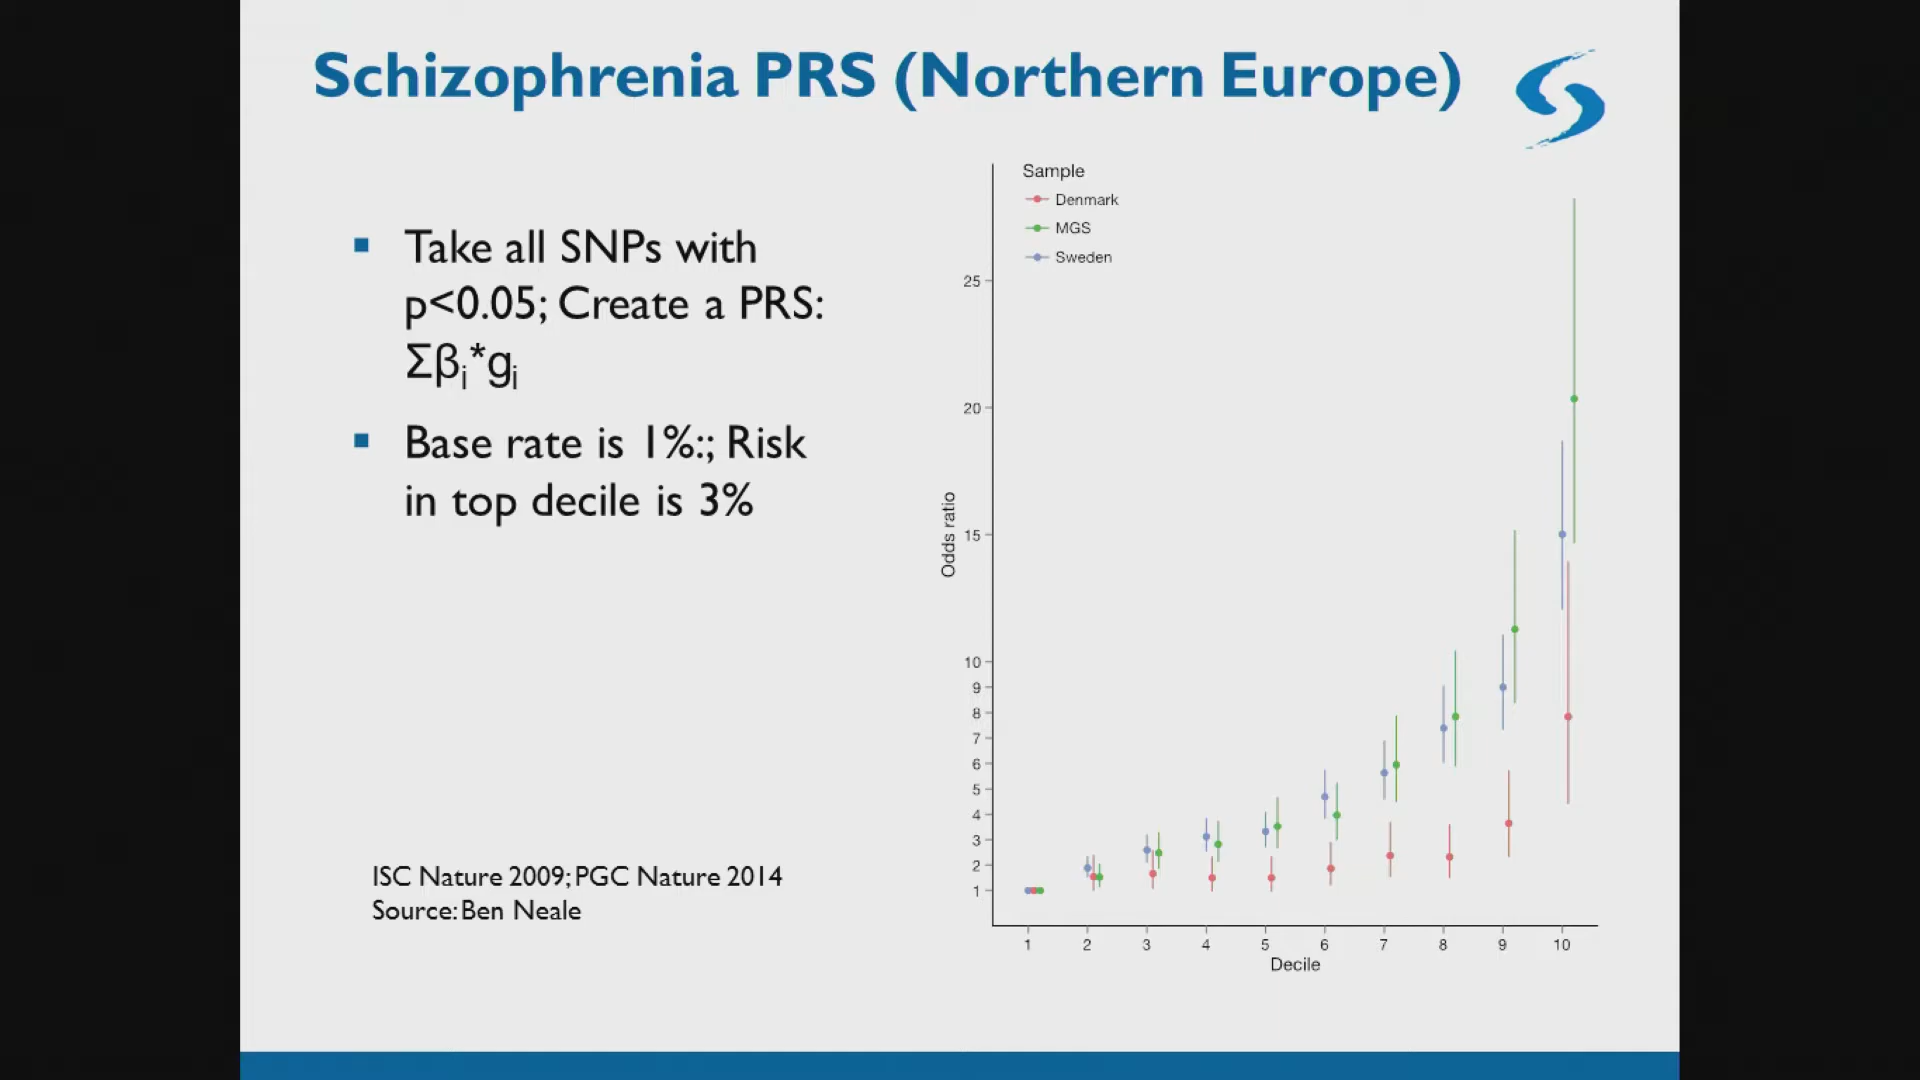 Schizophrenia PRS (Northern Europe)
Take all SNPs with
p<0.05; Create a PRS:
Σβi*gi
Base rate is 1%:; Risk
in top decile is 3%
ISC Nature 2009; PGC Nature 2014
Source: Ben Neale
Sample
Denmark
MGS
Sweden
Odds ratio
25
20
15
10
9
8
7
6
5
4
3
2
1
1 2 3 4 5 6 7 8 9 10
Decile